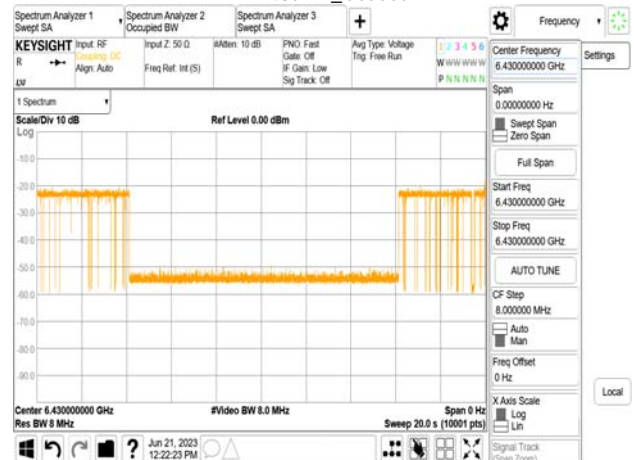 Spectrum Analyzer 1
Swept SA
Spectrum Analyzer 2
Occupied BW
Spectrum Analyzer 3
Swept SA
+
Frequency
KEYSIGHT
R
Input: RF
Coupling: DC
Align: Auto
Input Z: 50 Ω
Freq Ref: Int (S)
#Atten: 10 dB
PNO: Fast
Gate: Off
IF Gain: Low
Sig Track: Off
Avg Type: Voltage
Trig: Free Run
1 2 3 4 5 6
W W W W W W
P N N N N N
Settings
1 Spectrum
Scale/Div 10 dB
Ref Level 0.00 dBm
Log
-10.0
-20.0
-30.0
-40.0
-50.0
-60.0
-70.0
-80.0
-90.0
Center 6.430000000 GHz
Res BW 8 MHz
#Video BW 8.0 MHz
Span 0 Hz
Sweep 20.0 s (10001 pts)
Center Frequency
6.430000000 GHz
Span
0.00000000 Hz
Swept Span
Zero Span
Full Span
Start Freq
6.430000000 GHz
Stop Freq
6.430000000 GHz
AUTO TUNE
CF Step
8.000000 MHz
Auto
Man
Freq Offset
0 Hz
X Axis Scale
Log
Lin
Signal Track
(Span Zoom)
Local
?
Jun 21, 2023
12:22:23 PM